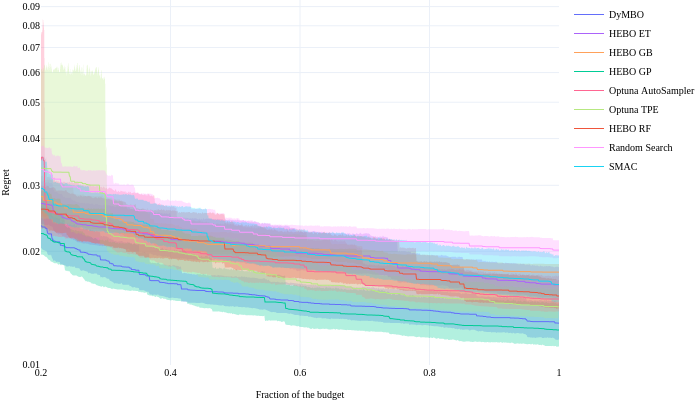 0.09
0.08
0.07
0.06
0.05
0.04
0.03
0.02
0.01
Regret
0.2
0.4
0.6
0.8
1
Fraction of the budget
DyMBO
HEBO ET
HEBO GB
HEBO GP
Optuna AutoSampler
Optuna TPE
HEBO RF
Random Search
SMAC